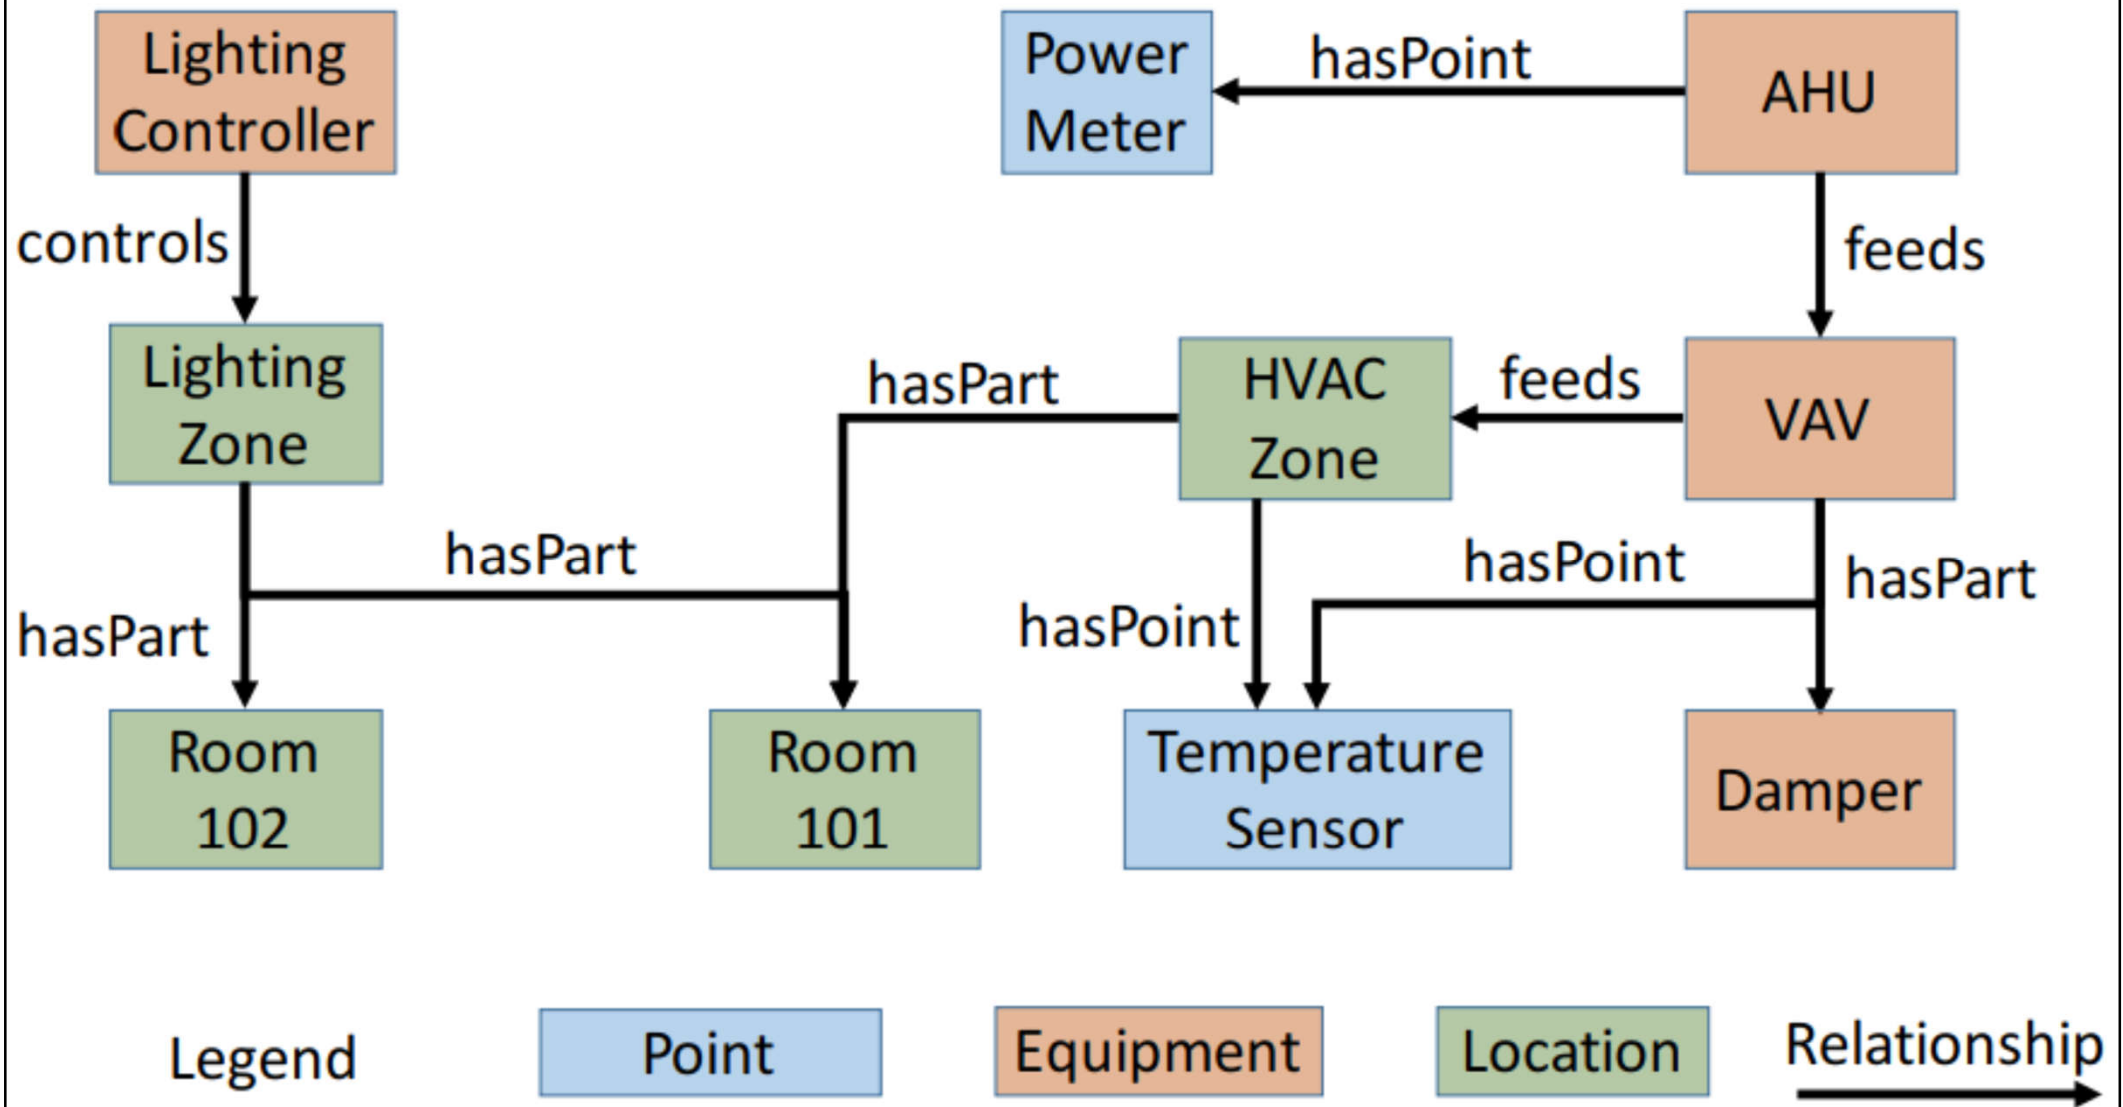 Lighting
Controller
Power
Meter
hasPoint
AHU
controls
feeds
Lighting
Zone
hasPart
HVAC
Zone
feeds
VAV
hasPart
hasPart
hasPoint
hasPoint
hasPart
Room
102
Room
101
Temperature
Sensor
Damper
Legend
Point
Equipment
Location
Relationship